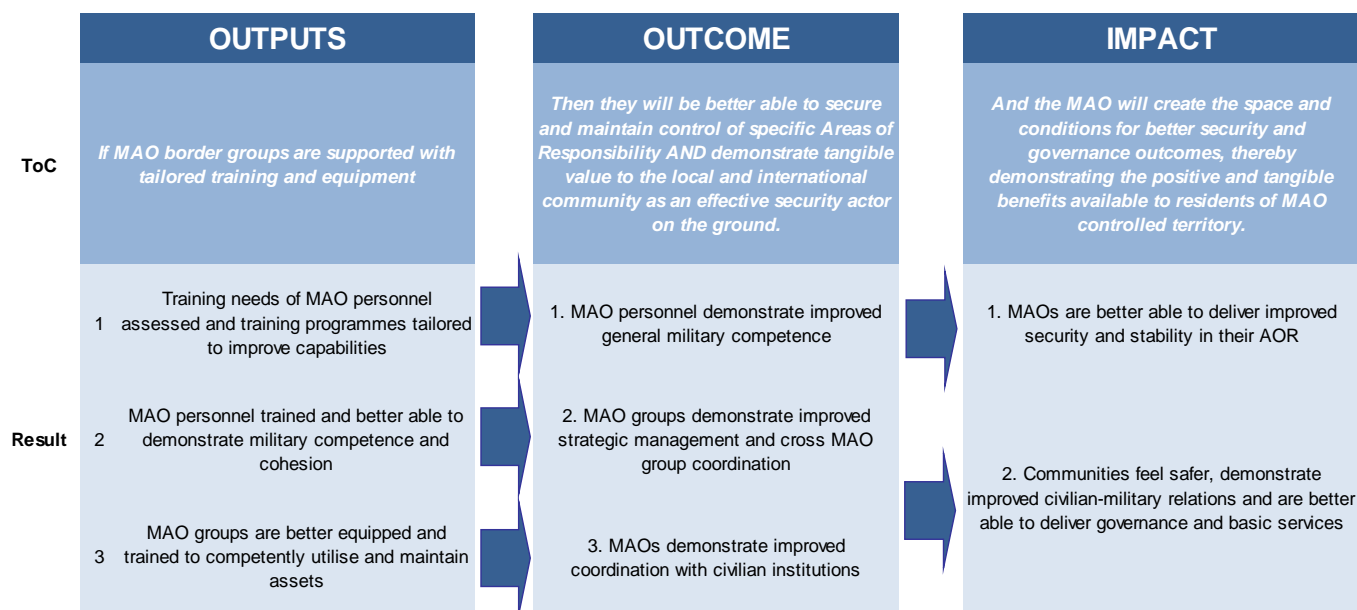 OUTPUTS
OUTCOME
IMPACT
ToC
If MAO border groups are supported with
tailored training and equipment
Then they will be better able to secure
and maintain control of specific Areas of
Responsibility AND demonstrate tangible
value to the local and international
community as an effective security actor
on the ground.
And the MAO will create the space and
conditions for better security and
governance outcomes, thereby
demonstrating the positive and tangible
benefits available to residents of MAO
controlled territory.
Result
1
Training needs of MAO personnel
assessed and training programmes tailored
to improve capabilities
2
MAO personnel trained and better able to
demonstrate military competence and
cohesion
3
MAO groups are better equipped and
trained to competently utilise and maintain
assets
1. MAO personnel demonstrate improved
general military competence
2. MAO groups demonstrate improved
strategic management and cross MAO
group coordination
3. MAOs demonstrate improved
coordination with civilian institutions
1. MAOs are better able to deliver improved
security and stability in their AOR
2. Communities feel safer, demonstrate
improved civilian-military relations and are better
able to deliver governance and basic services